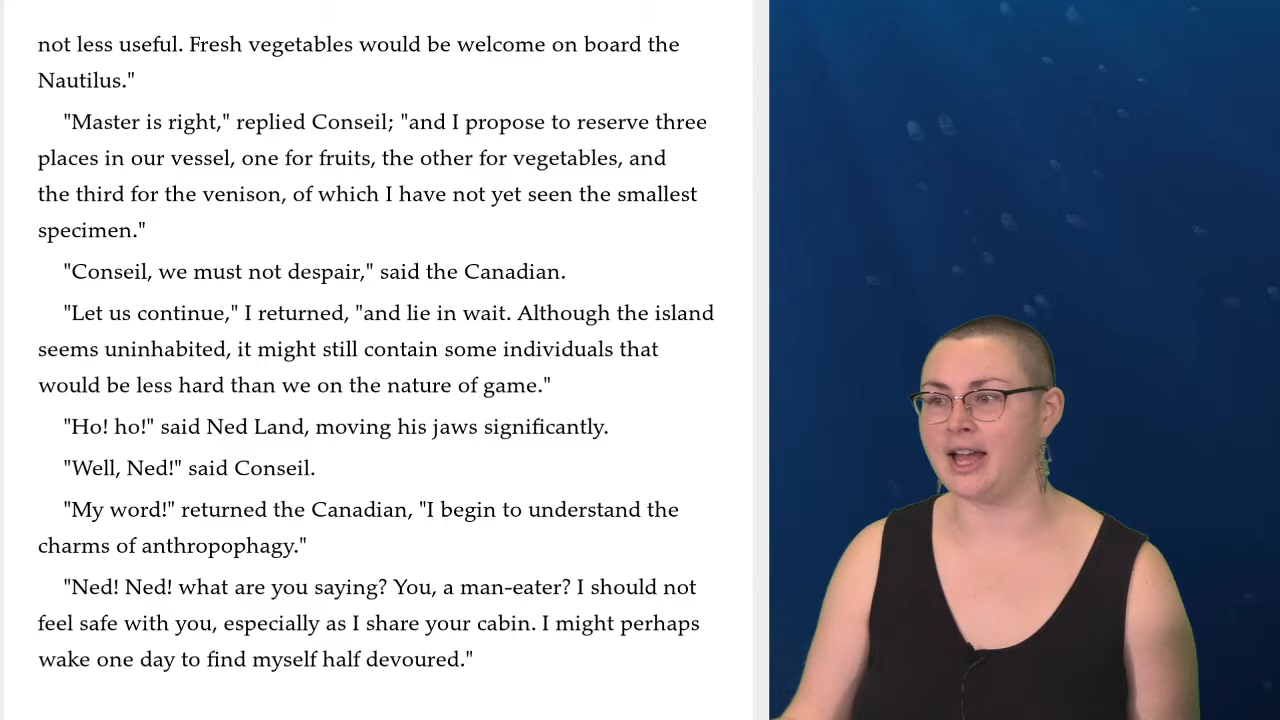 not less useful. Fresh vegetables would be welcome on board the
Nautilus."
"Master is right," replied Conseil; "and I propose to reserve three
places in our vessel, one for fruits, the other for vegetables, and
the third for the venison, of which I have not yet seen the smallest
specimen."
"Conseil, we must not despair," said the Canadian.
"Let us continue," I returned, "and lie in wait. Although the island
seems uninhabited, it might still contain some individuals that
would be less hard than we on the nature of game."
"Ho! ho!" said Ned Land, moving his jaws significantly.
"Well, Ned!" said Conseil.
"My word!" returned the Canadian, "I begin to understand the
charms of anthropophagy."
"Ned! Ned! what are you saying? You, a man-eater? I should not
feel safe with you, especially as I share your cabin. I might perhaps
wake one day to find myself half devoured."